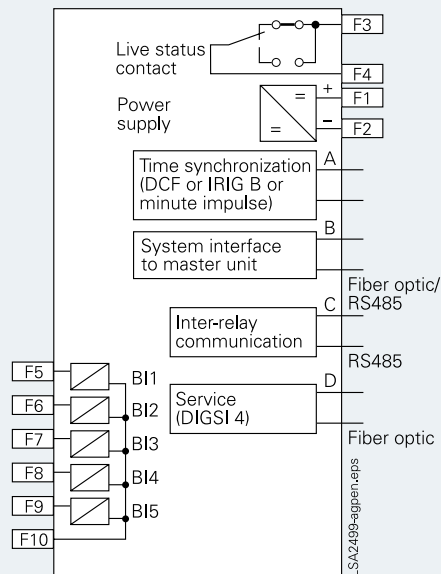 F3
Live status
contact
F4
Power
supply
=
=
+
F1
–
F2
A
Time synchronization
(DCF or IRIG B or
minute impulse)
B
System interface
to master unit
Fiber optic/
RS485
C
Inter-relay
communication
RS485
D
Service
(DIGSI 4)
Fiber optic
F5
BI1
F6
BI2
F7
BI3
F8
BI4
F9
BI5
F10
LSA2499-agpen.eps